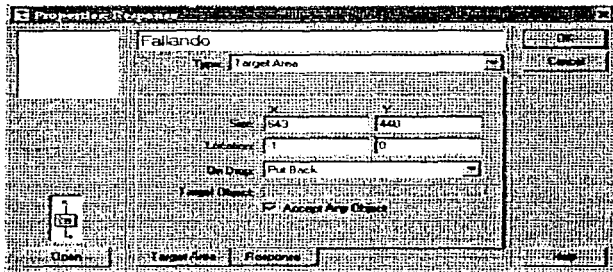 Properties: Response
Fallando
OK
Type: Target Area
Cancel
X Y
Size: 643 440
Location: -1 0
On Drop: Put Back
Target Object:
Accept Any Object
Open
Target Area Response
Help